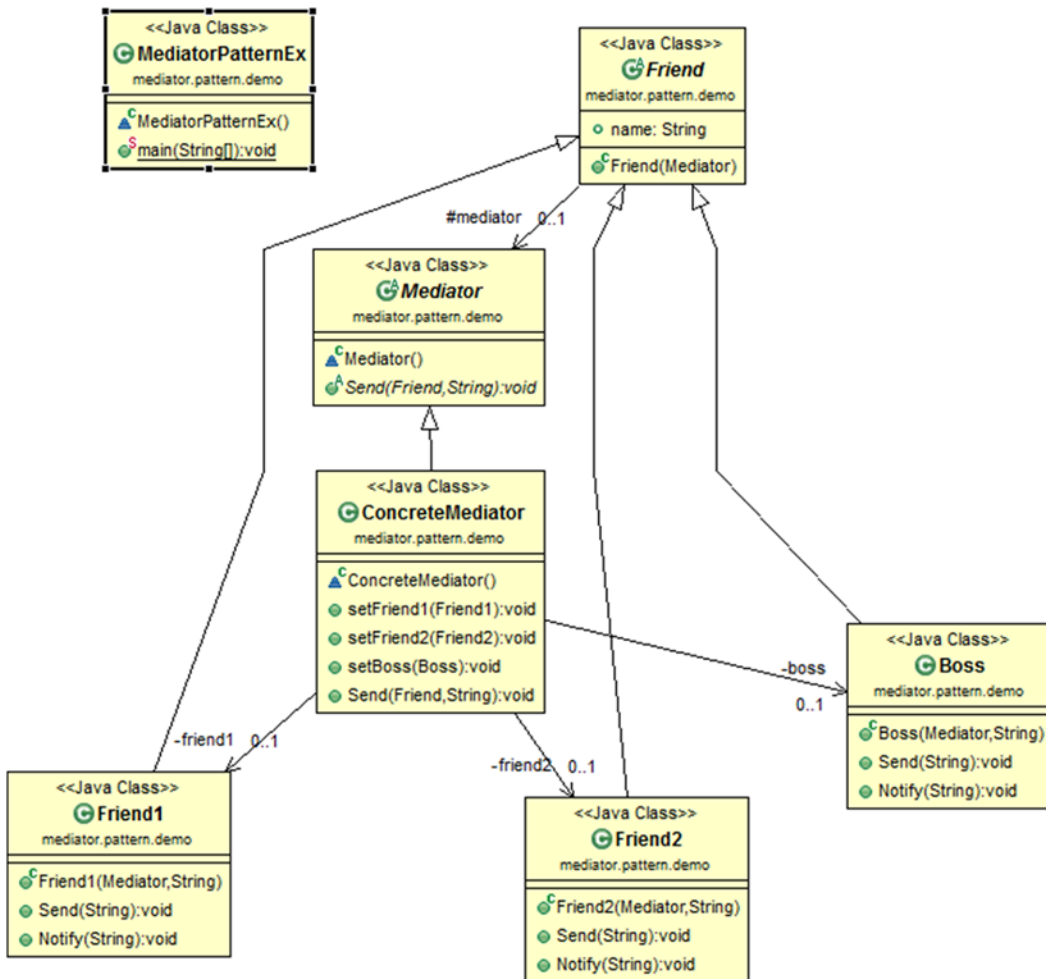 <<Java Class>>
MediatorPatternEx
mediator.pattern.demo
MediatorPatternEx()
main(String[]):void
<<Java Class>>
Friend
mediator.pattern.demo
name: String
Friend(Mediator)
#mediator 0..1
<<Java Class>>
Mediator
mediator.pattern.demo
Mediator()
Send(Friend,String):void
<<Java Class>>
ConcreteMediator
mediator.pattern.demo
ConcreteMediator()
setFriend1(Friend1):void
setFriend2(Friend2):void
setBoss(Boss):void
Send(Friend,String):void
-boss
0..1
<<Java Class>>
Boss
mediator.pattern.demo
Boss(Mediator,String)
Send(String):void
Notify(String):void
-friend1 0..1
<<Java Class>>
Friend1
mediator.pattern.demo
Friend1(Mediator,String)
Send(String):void
Notify(String):void
-friend2 0..1
<<Java Class>>
Friend2
mediator.pattern.demo
Friend2(Mediator,String)
Send(String):void
Notify(String):void